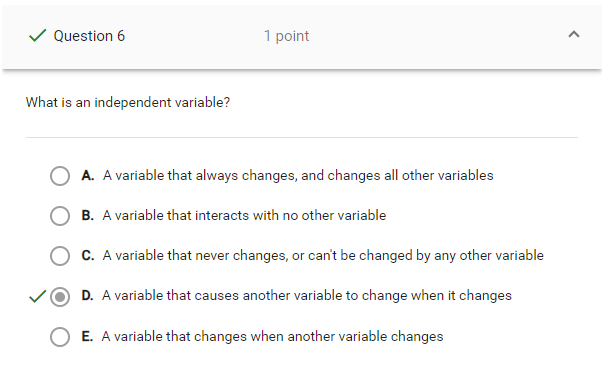 Question 6 1 point
What is an independent variable?
A. A variable that always changes, and changes all other variables
B. A variable that interacts with no other variable
C. A variable that never changes, or can't be changed by any other variable
D. A variable that causes another variable to change when it changes
E. A variable that changes when another variable changes